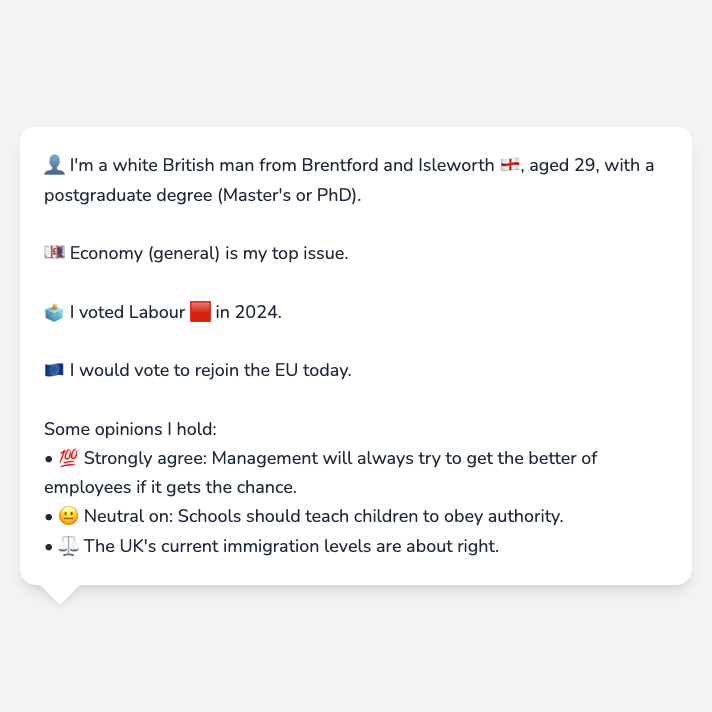 👤 I'm a white British man from Brentford and Isleworth 🏴󠁧󠁢󠁥󠁮󠁧󠁿, aged 29, with a
postgraduate degree (Master's or PhD).
💷 Economy (general) is my top issue.
🗳️ I voted Labour 🟥 in 2024.
🇪🇺 I would vote to rejoin the EU today.
Some opinions I hold:
• 💯 Strongly agree: Management will always try to get the better of
employees if it gets the chance.
• 😐 Neutral on: Schools should teach children to obey authority.
• ⚖️ The UK's current immigration levels are about right.